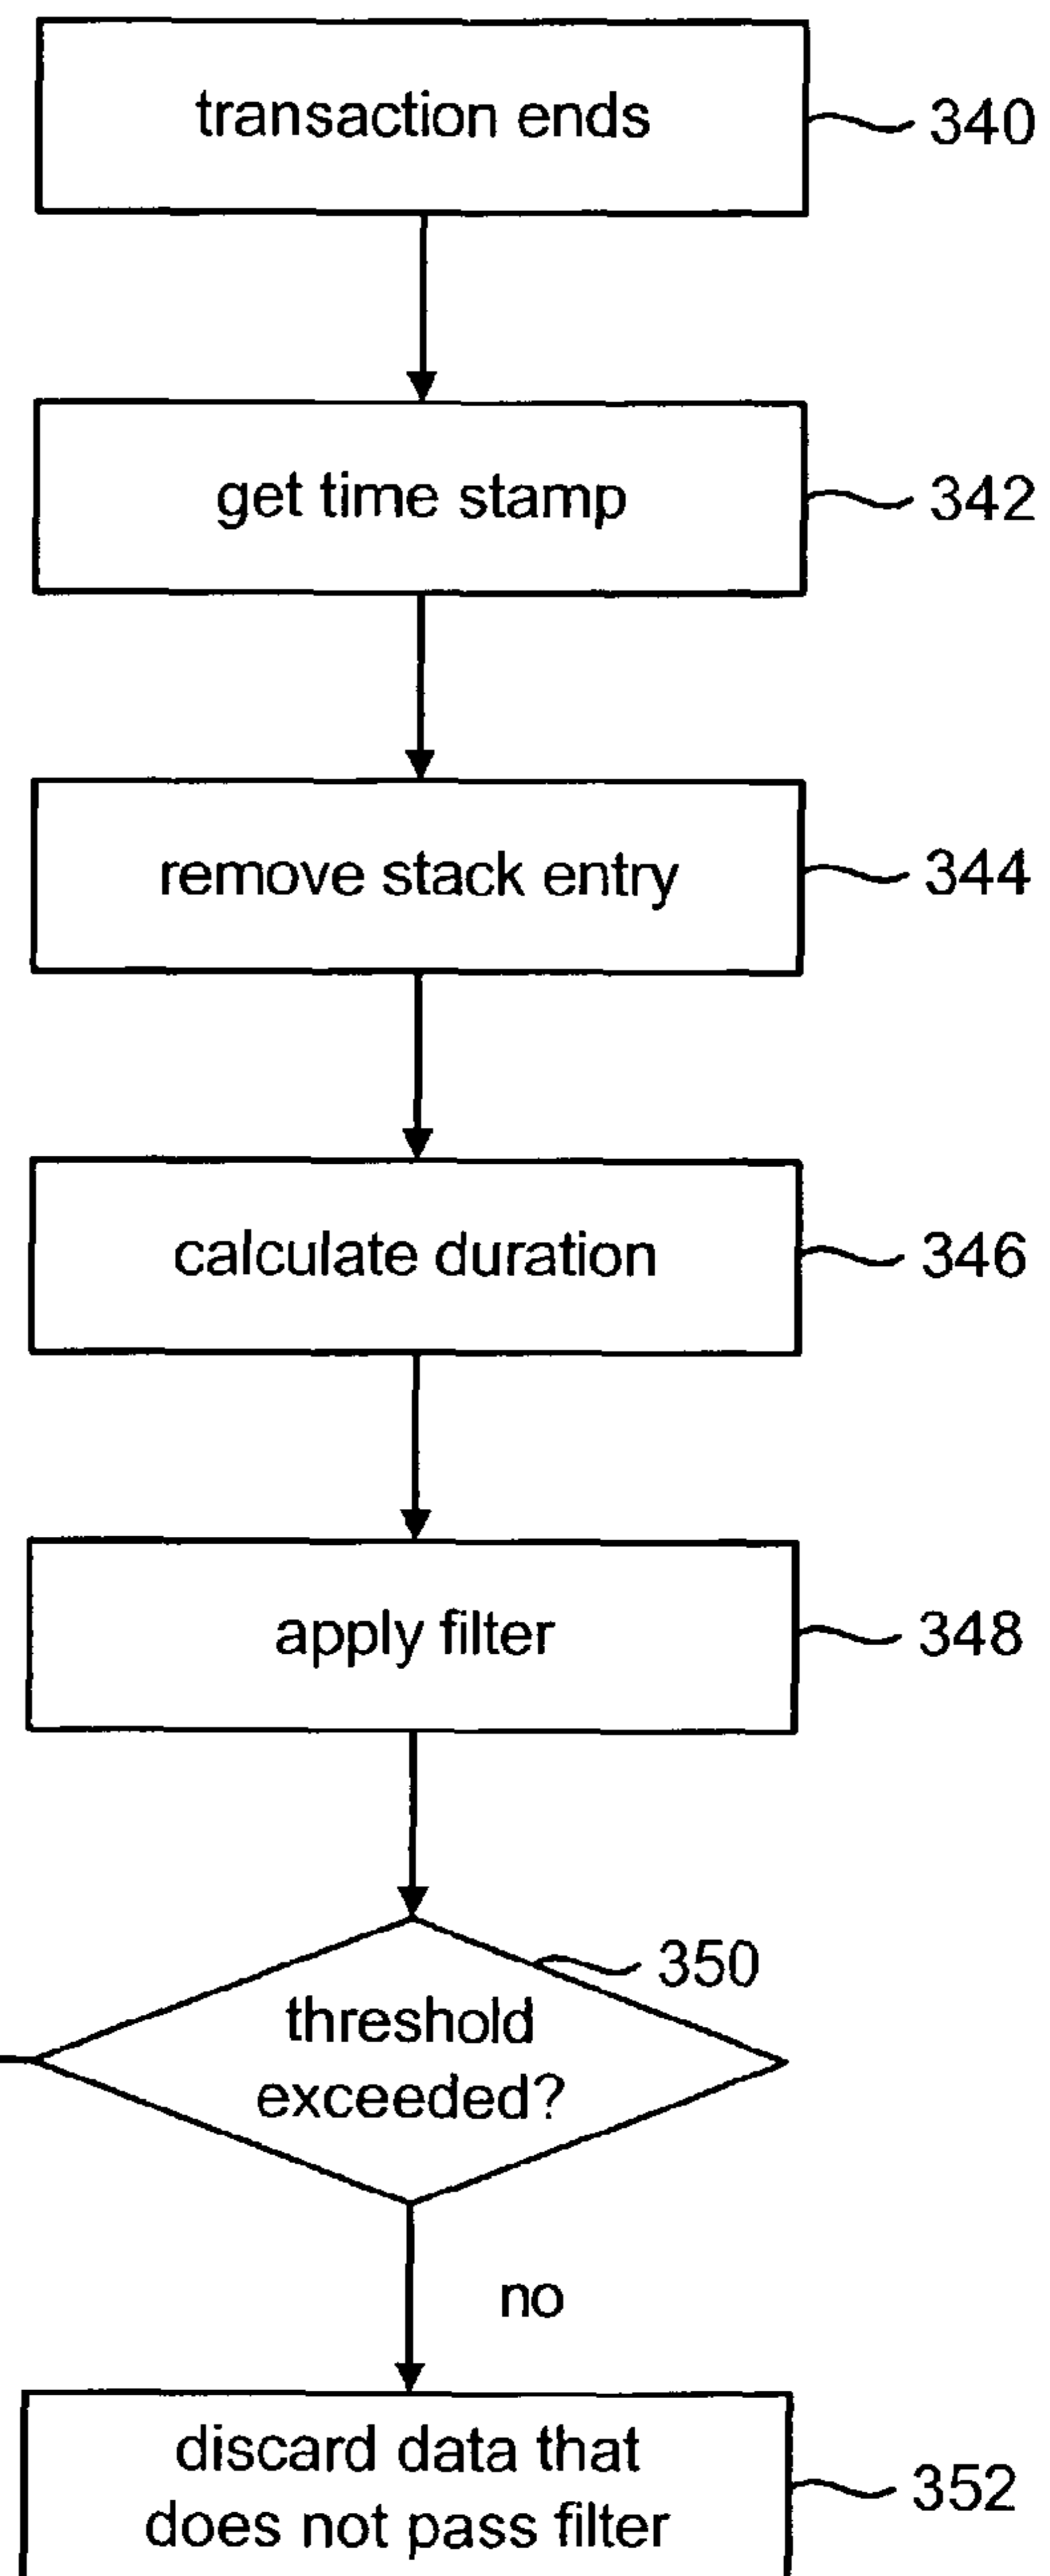 transaction ends
340
get time stamp
342
remove stack entry
344
calculate duration
346
apply filter
348
350
threshold
exceeded?
no
discard data that
does not pass filter
352